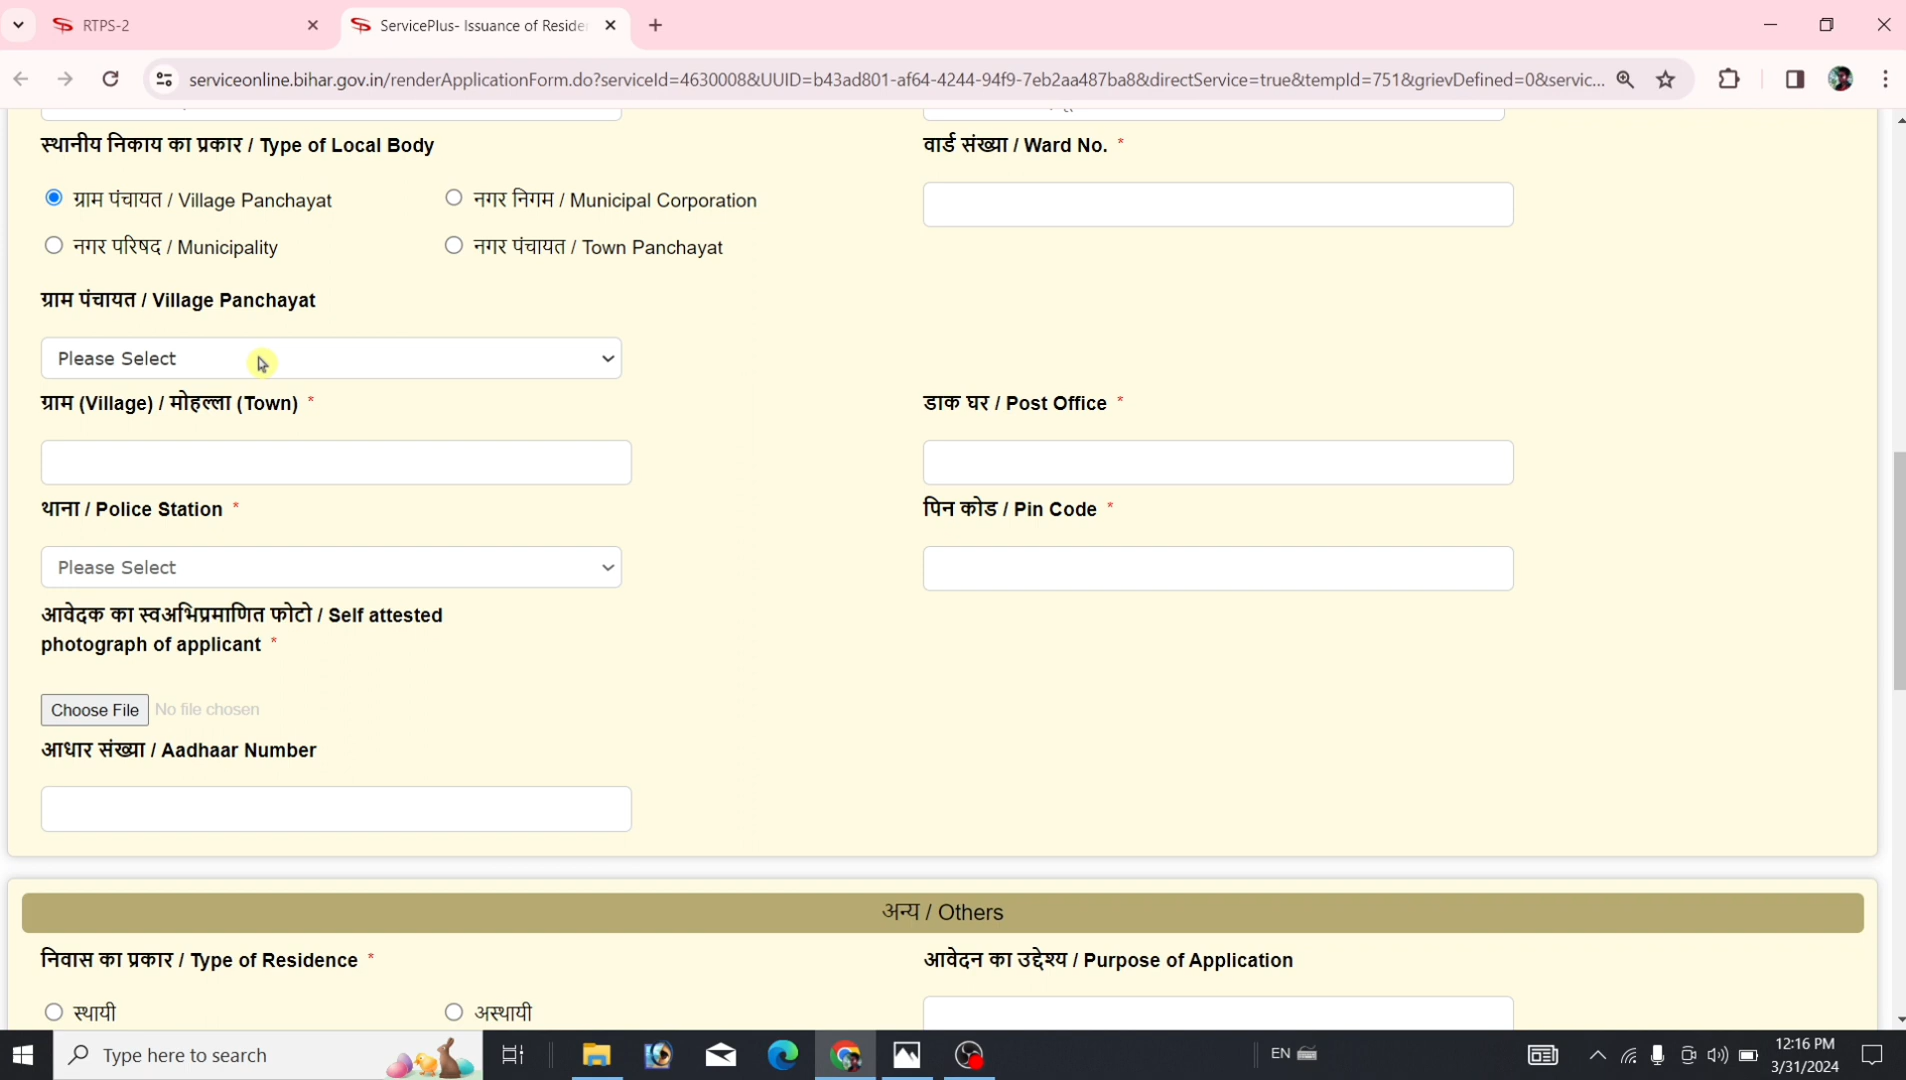 RTPS-2
ServicePlus- Issuance of Reside
serviceonline.bihar.gov.in/renderApplicationForm.do?serviceId=4630008&UUID=b43ad801-af64-4244-94f9-7eb2aa487ba8&directService=true&tempId=751&grievDefined=0&servic...
स्थानीय निकाय का प्रकार / Type of Local Body
वार्ड संख्या / Ward No. *
ग्राम पंचायत / Village Panchayat
नगर निगम / Municipal Corporation
नगर परिषद / Municipality
नगर पंचायत / Town Panchayat
ग्राम पंचायत / Village Panchayat
Please Select
ग्राम (Village) / मोहल्ला (Town) *
डाक घर / Post Office *
थाना / Police Station *
पिन कोड / Pin Code *
Please Select
आवेदक का स्वअभिप्रमाणित फोटो / Self attested
photograph of applicant *
Choose File No file chosen
आधार संख्या / Aadhaar Number
अन्य / Others
निवास का प्रकार / Type of Residence *
आवेदन का उद्देश्य / Purpose of Application
स्थायी
अस्थायी
Type here to search
EN
12:16 PM
3/31/2024